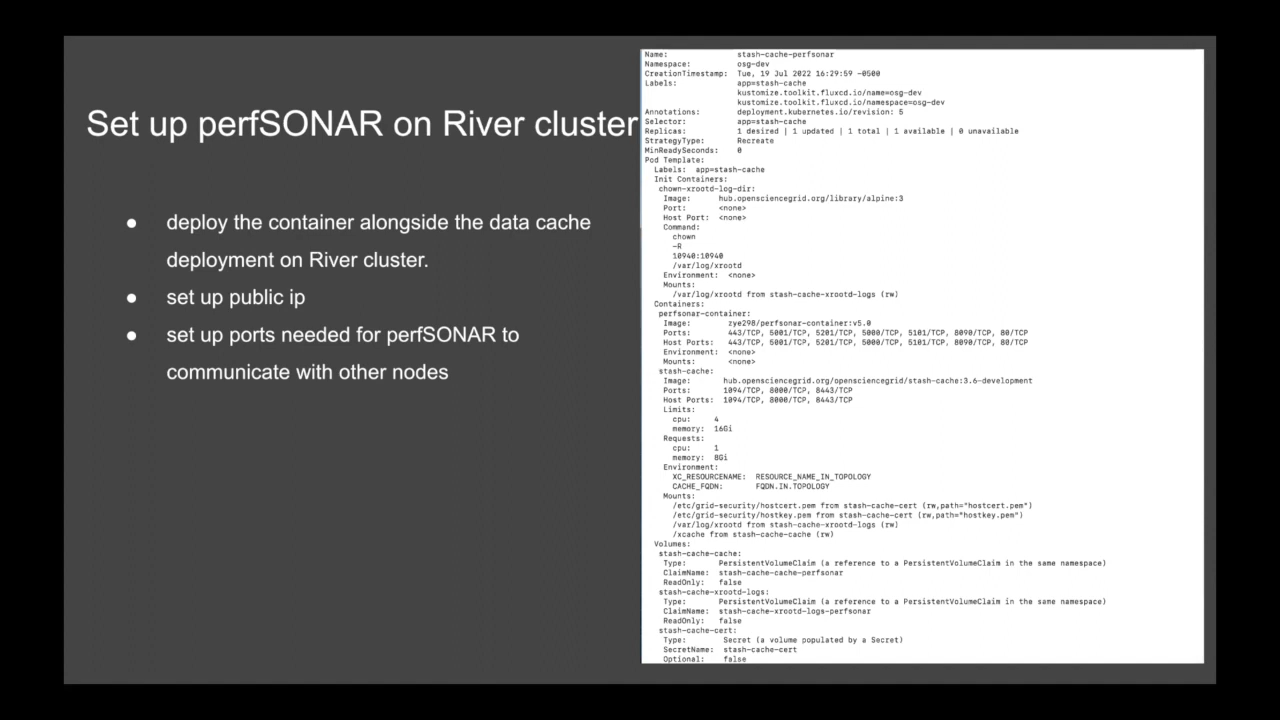 Set up perfSONAR on River cluster
● deploy the container alongside the data cache
deployment on River cluster.
● set up public ip
● set up ports needed for perfSONAR to
communicate with other nodes
Name: stash-cache-perfsonar
Namespace: osg-dev
CreationTimestamp: Tue, 19 Jul 2022 16:29:59 -0500
Labels: app=stash-cache
kustomize.toolkit.fluxcd.io/name=osg-dev
kustomize.toolkit.fluxcd.io/namespace=osg-dev
Annotations: deployment.kubernetes.io/revision: 5
Selector: app=stash-cache
Replicas: 1 desired | 1 updated | 1 total | 1 available | 0 unavailable
StrategyType: Recreate
MinReadySeconds: 0
Pod Template:
Labels: app=stash-cache
Init Containers:
chown-xrootd-log-dir:
Image: hub.opensciencegrid.org/library/alpine:3
Port: <none>
Host Port: <none>
Command:
chown
-R
10940:10940
/var/log/xrootd
Environment: <none>
Mounts:
/var/log/xrootd from stash-cache-xrootd-logs (rw)
Containers:
perfsonar-container:
Image: zye298/perfsonar-container:v5.0
Ports: 443/TCP, 5001/TCP, 5201/TCP, 5000/TCP, 5101/TCP, 8090/TCP, 80/TCP
Host Ports: 443/TCP, 5001/TCP, 5201/TCP, 5000/TCP, 5101/TCP, 8090/TCP, 80/TCP
Environment: <none>
Mounts: <none>
stash-cache:
Image: hub.opensciencegrid.org/opensciencegrid/stash-cache:3.6-development
Ports: 1094/TCP, 8000/TCP, 8443/TCP
Host Ports: 1094/TCP, 8000/TCP, 8443/TCP
Limits:
cpu: 4
memory: 16Gi
Requests:
cpu: 1
memory: 8Gi
Environment:
XC_RESOURCENAME: RESOURCE_NAME_IN_TOPOLOGY
CACHE_FQDN: FQDN.IN.TOPOLOGY
Mounts:
/etc/grid-security/hostcert.pem from stash-cache-cert (rw,path="hostcert.pem")
/etc/grid-security/hostkey.pem from stash-cache-cert (rw,path="hostkey.pem")
/var/log/xrootd from stash-cache-xrootd-logs (rw)
/xcache from stash-cache-cache (rw)
Volumes:
stash-cache-cache:
Type: PersistentVolumeClaim (a reference to a PersistentVolumeClaim in the same namespace)
ClaimName: stash-cache-cache-perfsonar
ReadOnly: false
stash-cache-xrootd-logs:
Type: PersistentVolumeClaim (a reference to a PersistentVolumeClaim in the same namespace)
ClaimName: stash-cache-xrootd-logs-perfsonar
ReadOnly: false
stash-cache-cert:
Type: Secret (a volume populated by a Secret)
SecretName: stash-cache-cert
Optional: false